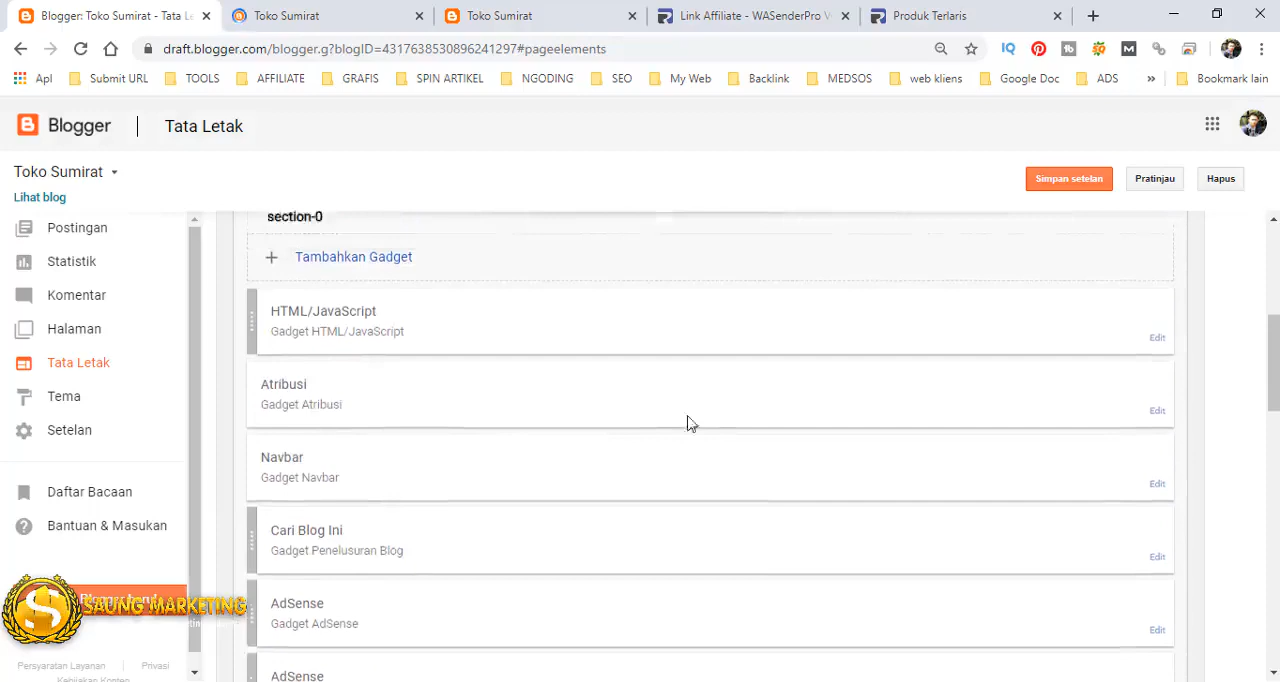 Blogger: Toko Sumirat - Tata Le
Toko Sumirat
Toko Sumirat
Link Affiliate - WASenderPro V
Produk Terlaris
draft.blogger.com/blogger.g?blogID=4317638530896241297#pageelements
Apl
Submit URL
TOOLS
AFFILIATE
GRAFIS
SPIN ARTIKEL
NGODING
SEO
My Web
Backlink
MEDSOS
web kliens
Google Doc
ADS
Bookmark lain
Blogger
Tata Letak
Toko Sumirat
Lihat blog
Simpan setelan
Pratinjau
Hapus
Postingan
Statistik
Komentar
Halaman
Tata Letak
Tema
Setelan
Daftar Bacaan
Bantuan & Masukan
SAUNG MARKETING
Persyaratan Layanan
Privasi
Kebijakan Konten
section-0
Tambahkan Gadget
HTML/JavaScript
Gadget HTML/JavaScript
Edit
Atribusi
Gadget Atribusi
Edit
Navbar
Gadget Navbar
Edit
Cari Blog Ini
Gadget Penelusuran Blog
Edit
AdSense
Gadget AdSense
Edit
AdSense